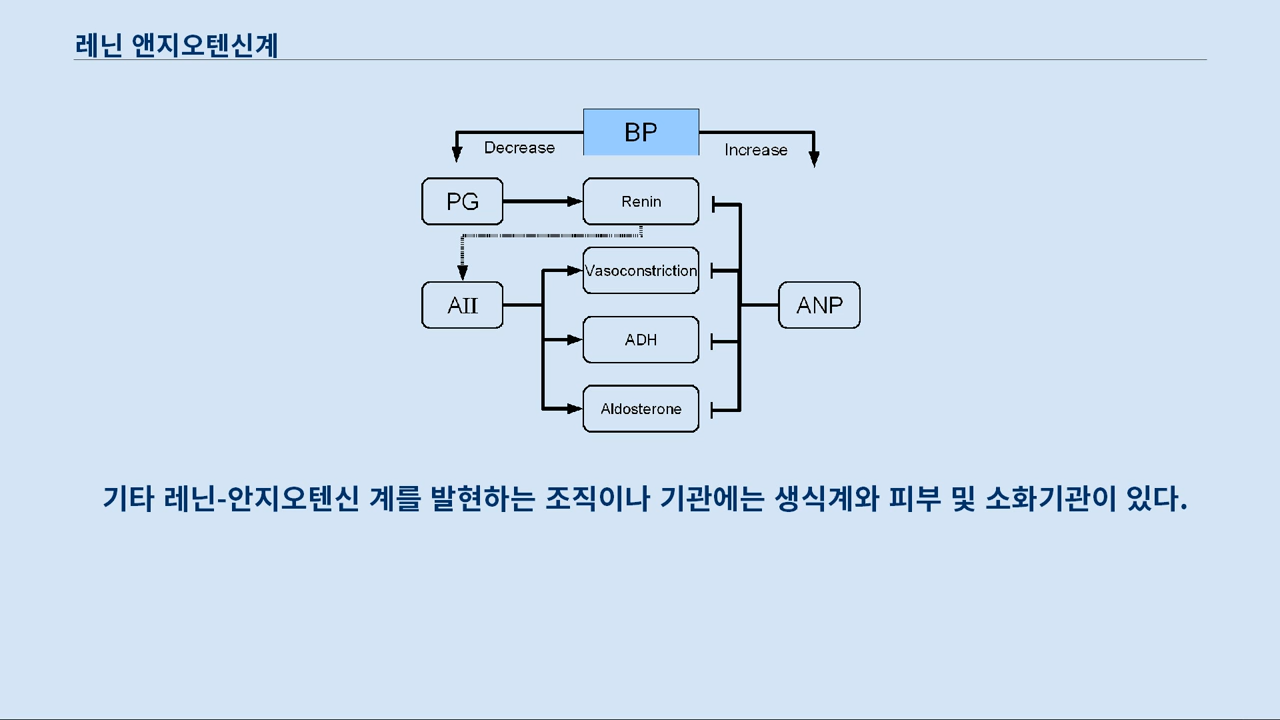 레닌 앤지오텐신계
BP
Decrease
Increase
PG
Renin
Vasoconstriction
AII
ANP
ADH
Aldosterone
기타 레닌-안지오텐신 계를 발현하는 조직이나 기관에는 생식계와 피부 및 소화기관이 있다.